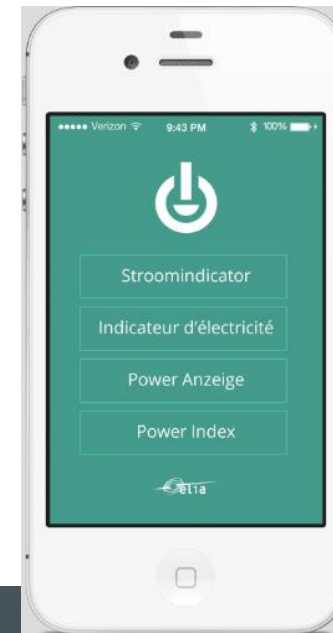 Verizon 9:43 PM 100%
Stroomindicator
Indicateur d'électricité
Power Anzeige
Power Index
elia